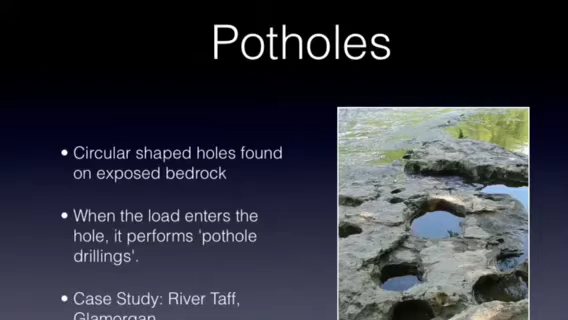 Potholes
• Circular shaped holes found
on exposed bedrock
• When the load enters the
hole, it performs 'pothole
drillings'.
• Case Study: River Taff,
Glamorgan